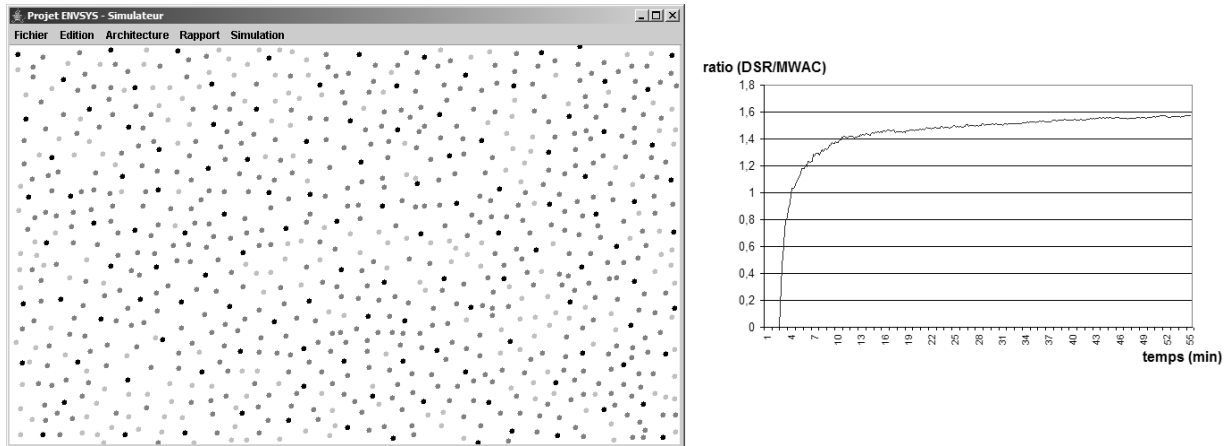 Projet ENVSYS - Simulateur
Fichier Edition Architecture Rapport Simulation
ratio (DSR/MWAC)
1,8
1,6
1,4
1,2
1
0,8
0,6
0,4
0,2
0
1 4 7 10 13 16 19 22 25 28 31 34 37 40 43 46 49 52 55
temps (min)